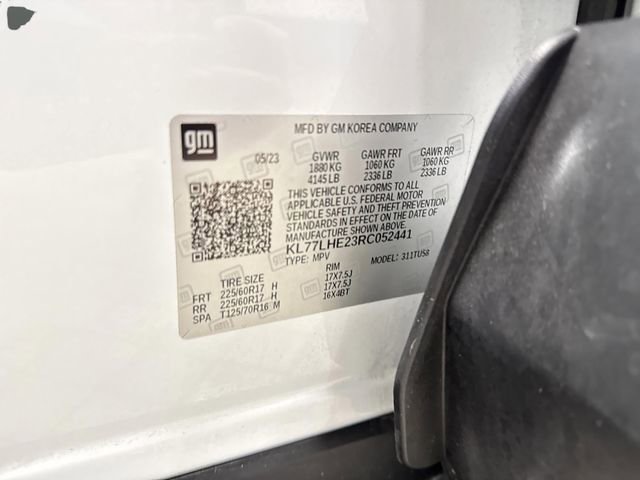 gm
MFD BY GM KOREA COMPANY
05/23 GVWR GAWR FRT GAWR RR
1880 KG 1060 KG 1060 KG
4145 LB 2336 LB 2336 LB
THIS VEHICLE CONFORMS TO ALL
APPLICABLE U.S. FEDERAL MOTOR
VEHICLE SAFETY AND THEFT PREVENTION
STANDARDS IN EFFECT ON THE DATE OF
MANUFACTURE SHOWN ABOVE.
KL77LHE23RC052441
TYPE: MPV MODEL: 311TU58
TIRE SIZE RIM
FRT 225/60R17 H 17X7.5J
RR 225/60R17 H 17X7.5J
SPA T125/70R16 M 16X4BT